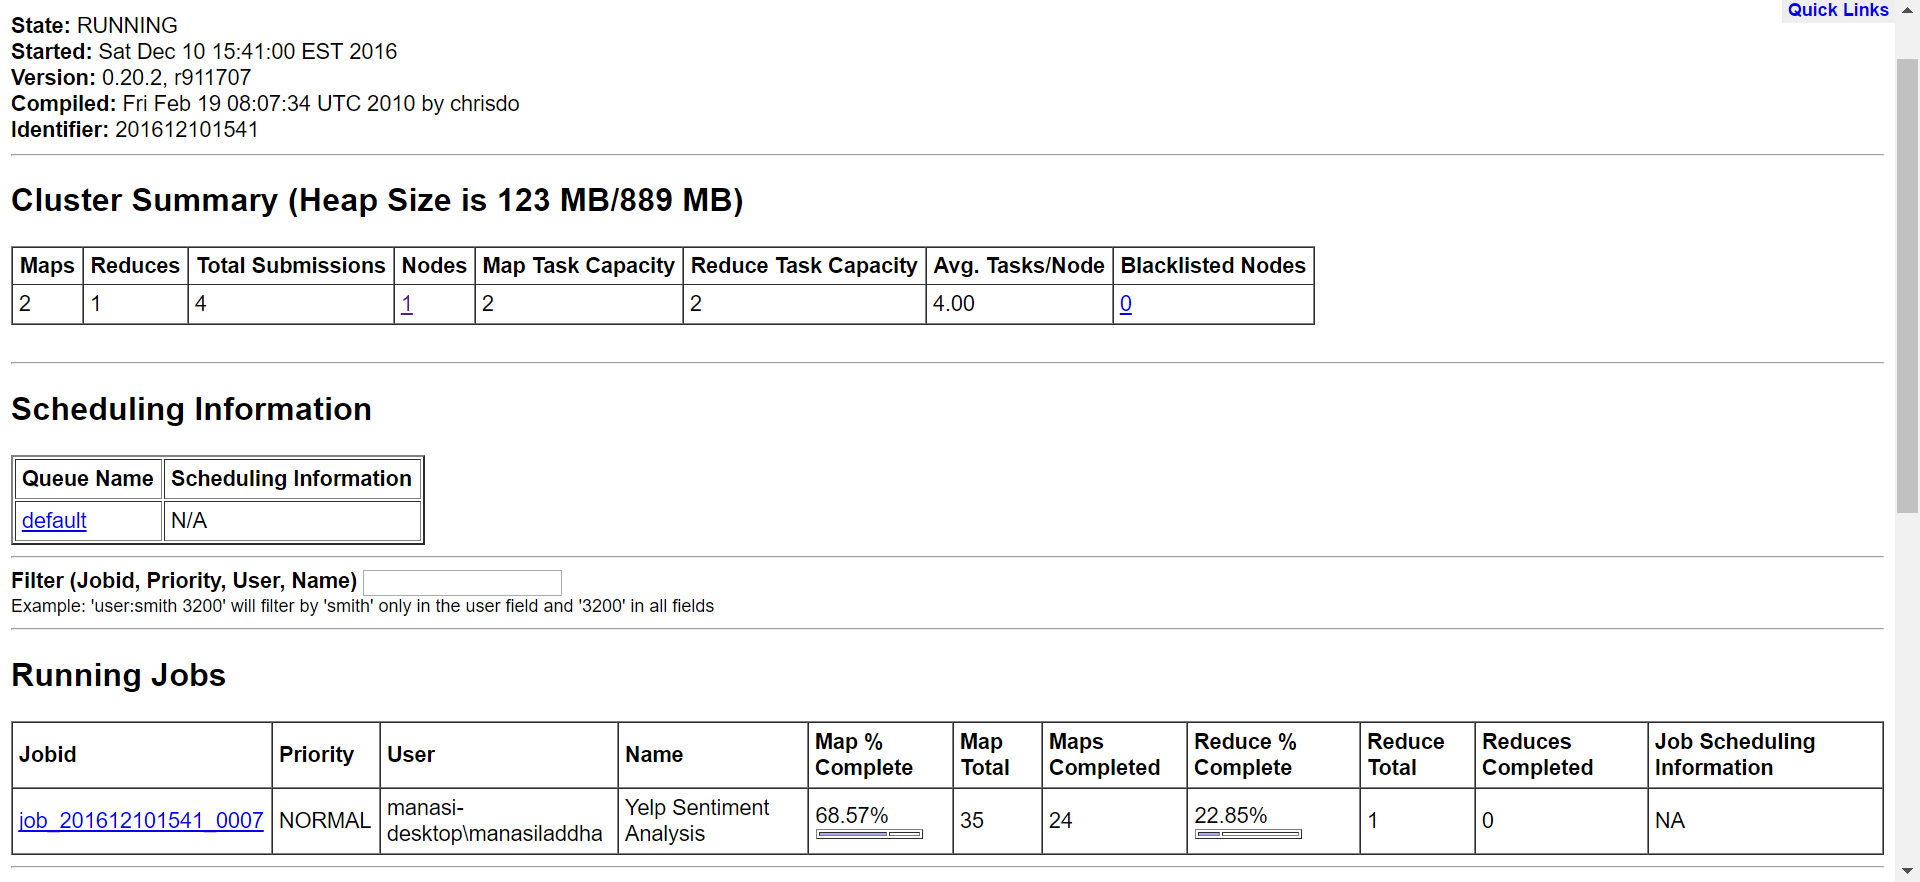 Quick Links
State: RUNNING
Started: Sat Dec 10 15:41:00 EST 2016
Version: 0.20.2, r911707
Compiled: Fri Feb 19 08:07:34 UTC 2010 by chrisdo
Identifier: 201612101541
Cluster Summary (Heap Size is 123 MB/889 MB)
Maps Reduces Total Submissions Nodes Map Task Capacity Reduce Task Capacity Avg. Tasks/Node Blacklisted Nodes
2 1 4 1 2 2 4.00 0
Scheduling Information
Queue Name Scheduling Information
default N/A
Filter (Jobid, Priority, User, Name)
Example: 'user:smith 3200' will filter by 'smith' only in the user field and '3200' in all fields
Running Jobs
Jobid Priority User Name Map % Complete Map Total Maps Completed Reduce % Complete Reduce Total Reduces Completed Job Scheduling Information
job_201612101541_0007 NORMAL manasi-desktop\manasiladdha Yelp Sentiment Analysis 68.57% 35 24 22.85% 1 0 NA